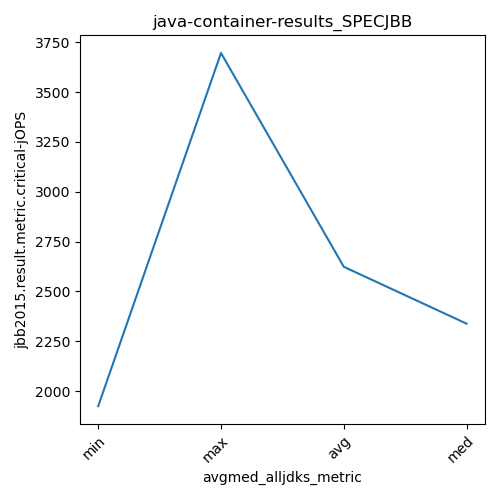 java-container-results_SPECJBB
jbb2015.result.metric.critical-jOPS
3750
3500
3250
3000
2750
2500
2250
2000
min
max
avg
med
avgmed_alljdks_metric